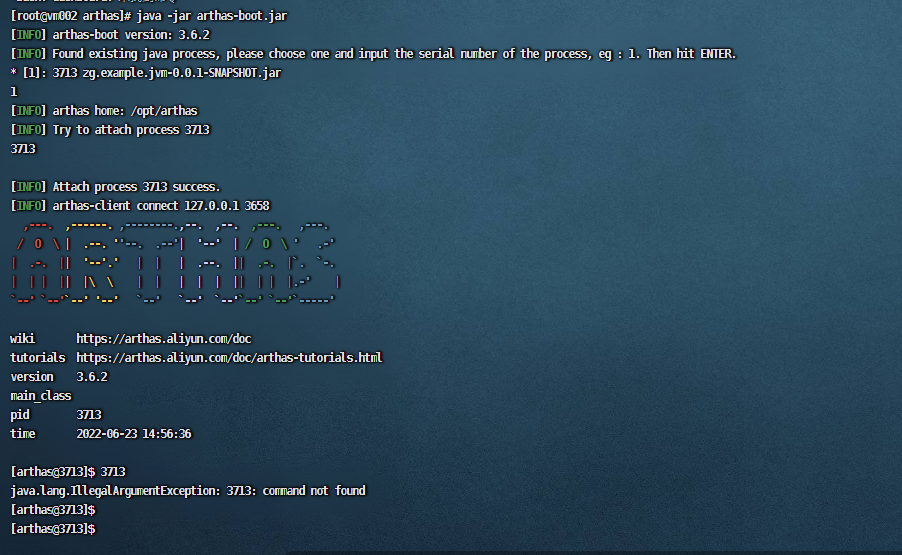 [root@vm002 arthas]# java -jar arthas-boot.jar
[INFO] arthas-boot version: 3.6.2
[INFO] Found existing java process, please choose one and input the serial number of the process, eg : 1. Then hit ENTER.
* [1]: 3713 zg.example.jvm-0.0.1-SNAPSHOT.jar
1
[INFO] arthas home: /opt/arthas
[INFO] Try to attach process 3713
3713
[INFO] Attach process 3713 success.
[INFO] arthas-client connect 127.0.0.1 3658
ARTHAS
wiki https://arthas.aliyun.com/doc
tutorials https://arthas.aliyun.com/doc/arthas-tutorials.html
version 3.6.2
main_class
pid 3713
time 2022-06-23 14:56:36
[arthas@3713]$ 3713
java.lang.IllegalArgumentException: 3713: command not found
[arthas@3713]$
[arthas@3713]$